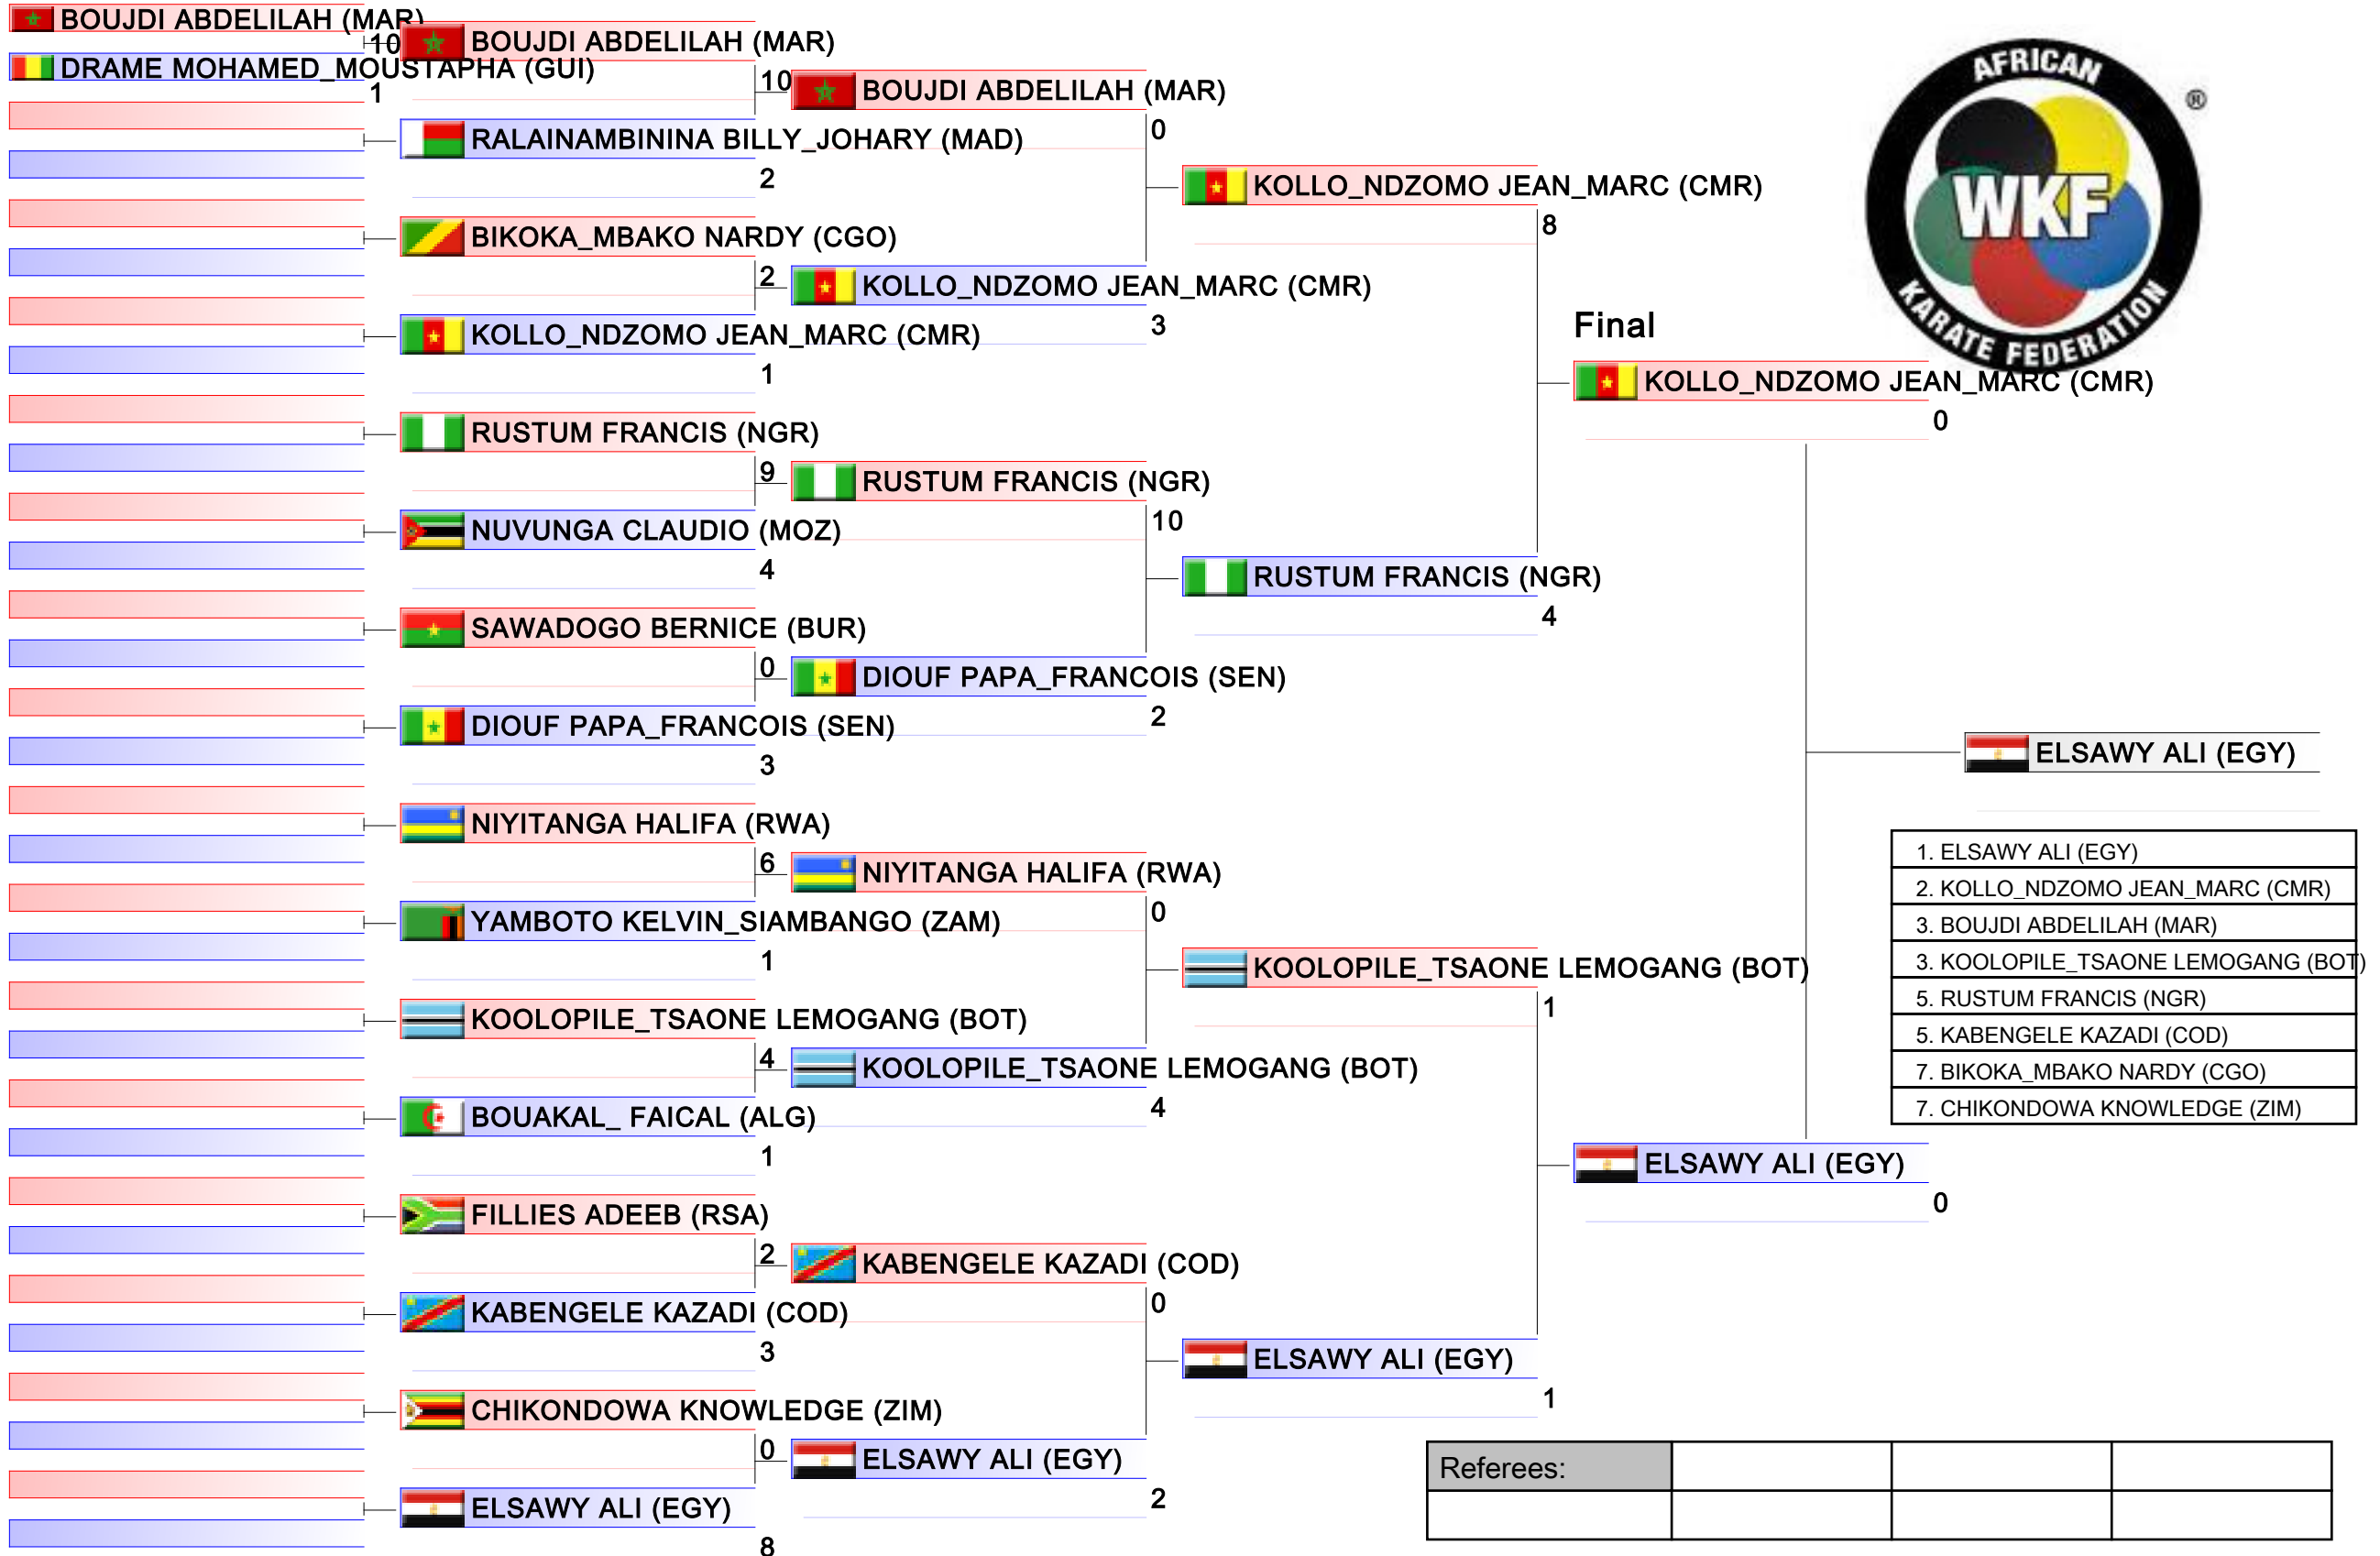 BOUJDI ABDELILAH (MAR)
10
DRAME MOHAMED_MOUSTAPHA (GUI)
1
BOUJDI ABDELILAH (MAR)
10
RALAINAMBININA BILLY_JOHARY (MAD)
2
BIKOKA_MBAKO NARDY (CGO)
2
KOLLO_NDZOMO JEAN_MARC (CMR)
1
RUSTUM FRANCIS (NGR)
9
NUVUNGA CLAUDIO (MOZ)
4
SAWADOGO BERNICE (BUR)
0
DIOUF PAPA_FRANCOIS (SEN)
3
NIYITANGA HALIFA (RWA)
6
YAMBOTO KELVIN_SIAMBANGO (ZAM)
1
KOOLOPILE_TSAONE LEMOGANG (BOT)
4
BOUAKAL_ FAICAL (ALG)
1
FILLIES ADEEB (RSA)
2
KABENGELE KAZADI (COD)
3
CHIKONDOWA KNOWLEDGE (ZIM)
0
ELSAWY ALI (EGY)
8
BOUJDI ABDELILAH (MAR)
0
KOLLO_NDZOMO JEAN_MARC (CMR)
3
RUSTUM FRANCIS (NGR)
10
DIOUF PAPA_FRANCOIS (SEN)
2
NIYITANGA HALIFA (RWA)
0
KOOLOPILE_TSAONE LEMOGANG (BOT)
4
KABENGELE KAZADI (COD)
0
ELSAWY ALI (EGY)
2
KOLLO_NDZOMO JEAN_MARC (CMR)
8
RUSTUM FRANCIS (NGR)
4
KOOLOPILE_TSAONE LEMOGANG (BOT)
1
ELSAWY ALI (EGY)
1
Final
KOLLO_NDZOMO JEAN_MARC (CMR)
0
ELSAWY ALI (EGY)
0
AFRICAN
®
WKF
KARATE FEDERATION
ELSAWY ALI (EGY)
1. ELSAWY ALI (EGY)
2. KOLLO_NDZOMO JEAN_MARC (CMR)
3. BOUJDI ABDELILAH (MAR)
3. KOOLOPILE_TSAONE LEMOGANG (BOT)
5. RUSTUM FRANCIS (NGR)
5. KABENGELE KAZADI (COD)
7. BIKOKA_MBAKO NARDY (CGO)
7. CHIKONDOWA KNOWLEDGE (ZIM)
Referees: